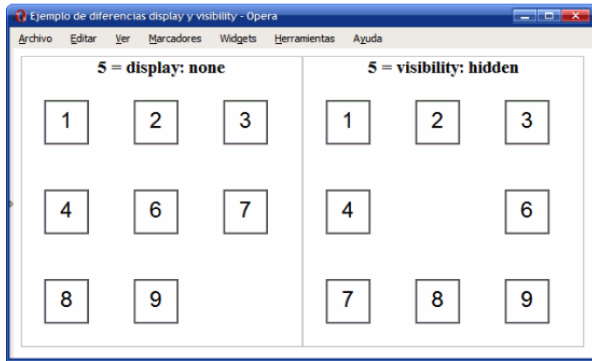 Ejemplo de diferencias display y visibility - Opera
Archivo Editar Ver Marcadores Widgets Herramientas Ayuda
5 = display: none
1 2 3
4 6 7
8 9
5 = visibility: hidden
1 2 3
4 6
7 8 9